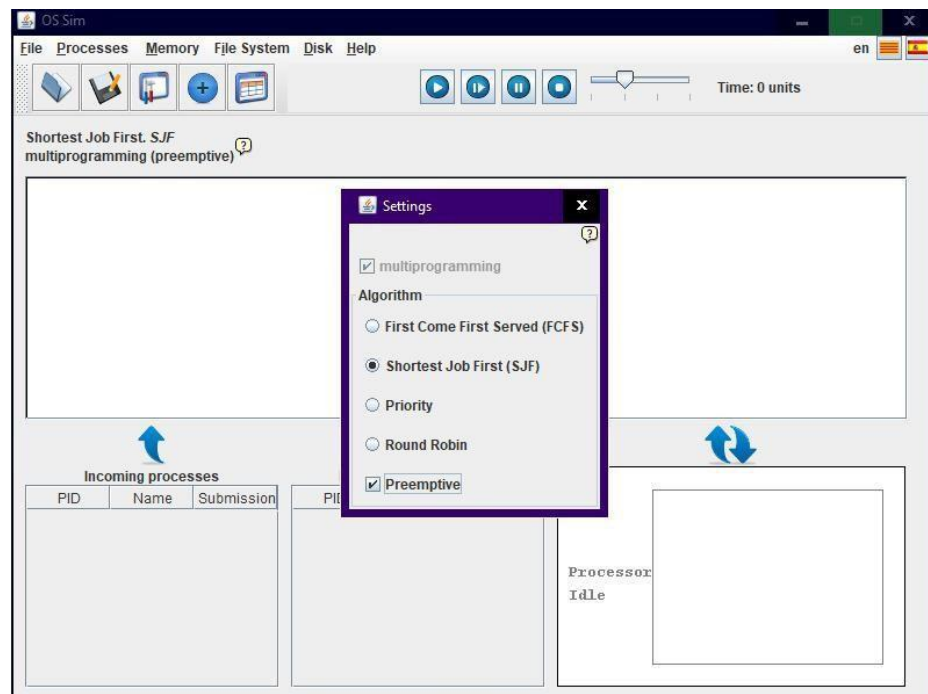 OS Sim
File Processes Memory File System Disk Help
en
Time: 0 units
Shortest Job First. SJF
multiprogramming (preemptive)
Settings
multiprogramming
Algorithm
First Come First Served (FCFS)
Shortest Job First (SJF)
Priority
Round Robin
Preemptive
Incoming processes
PID Name Submission
Processor
Idle